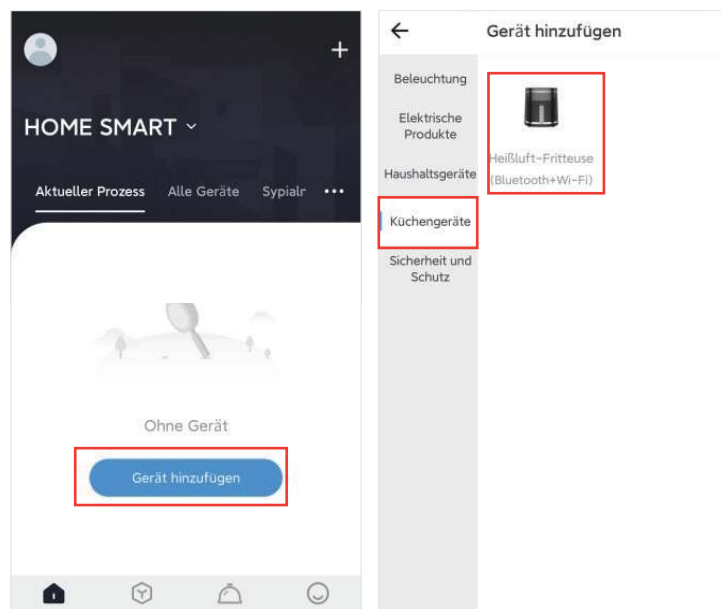 HOME SMART
Aktueller Prozess Alle Geräte Sypialr
Ohne Gerät
Gerät hinzufügen
Gerät hinzufügen
Beleuchtung
Elektrische
Produkte
Haushaltsgeräte
Küchengeräte
Sicherheit und
Schutz
Heißluft-Fritteuse
(Bluetooth+Wi-Fi)